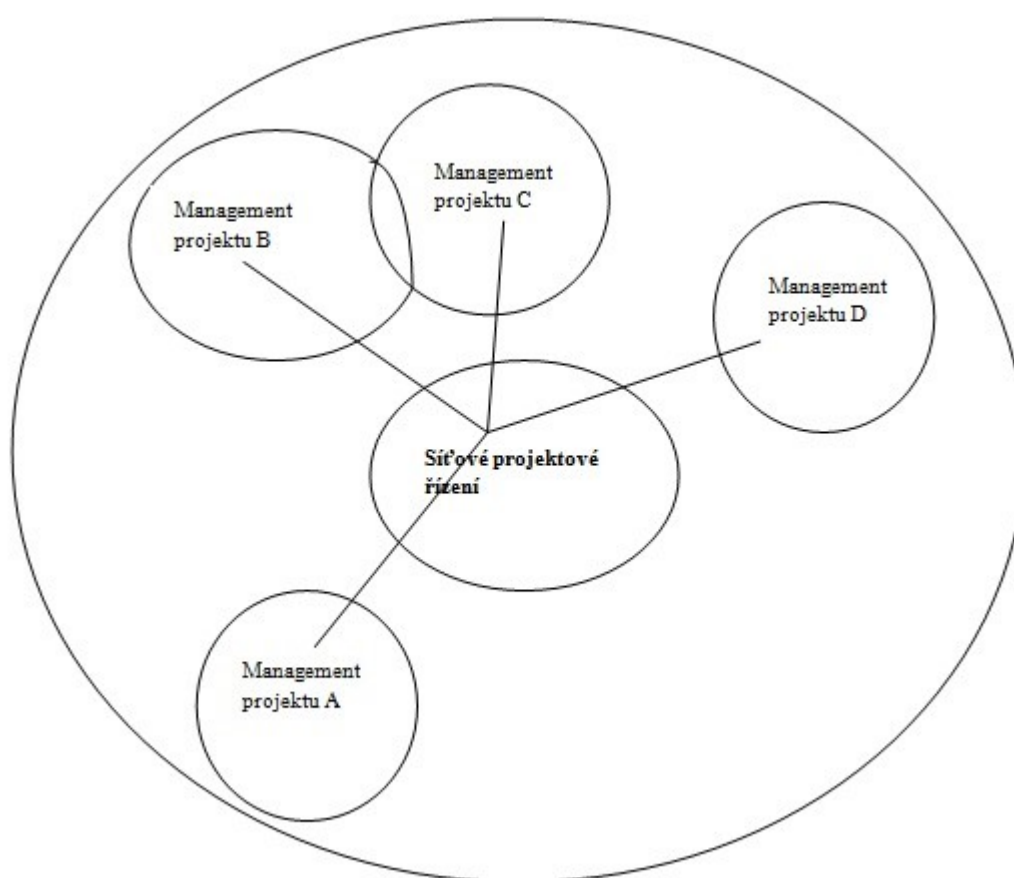 Management
projektu C
Management
projektu B
Management
projektu D
Síťové projektové
řízení
Management
projektu A